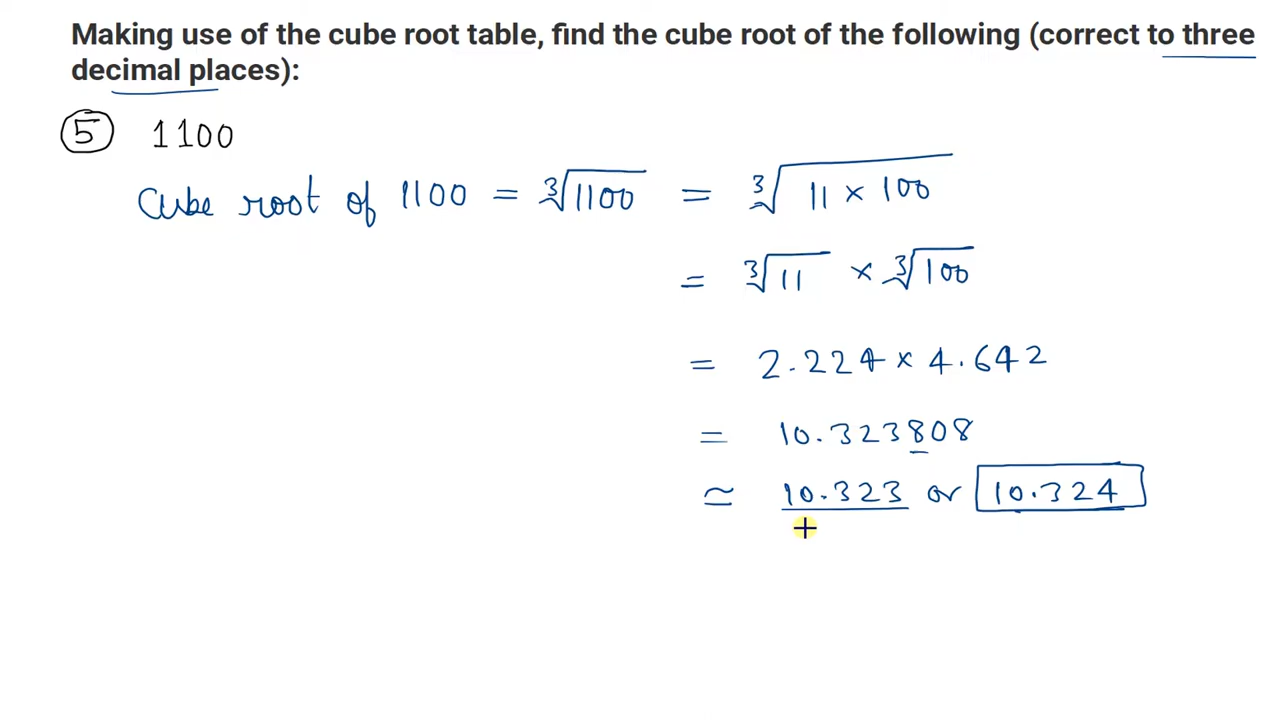 Making use of the cube root table, find the cube root of the following (correct to three
decimal places):
5 1100
Cube root of 1100 = ∛1100 = ∛11 × 100
= ∛11 × ∛100
= 2.224 × 4.642
= 10.323808
≃ 10.323 or 10.324